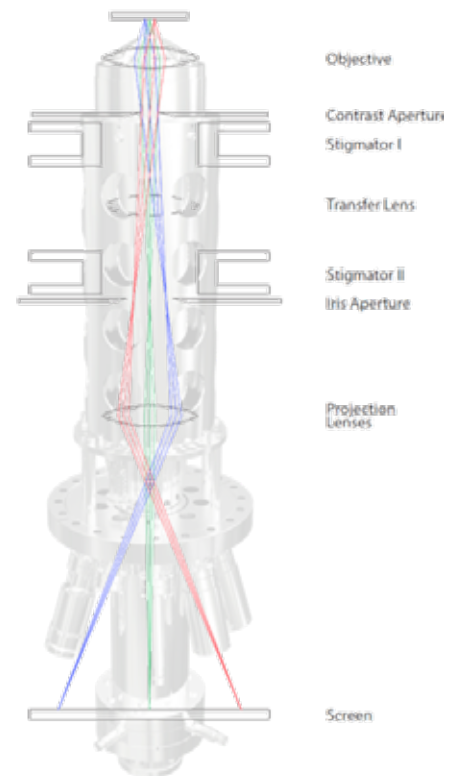 Objective
Contrast Aperture
Stigmator I
Transfer Lens
Stigmator II
Iris Aperture
Projection
Lenses
Screen